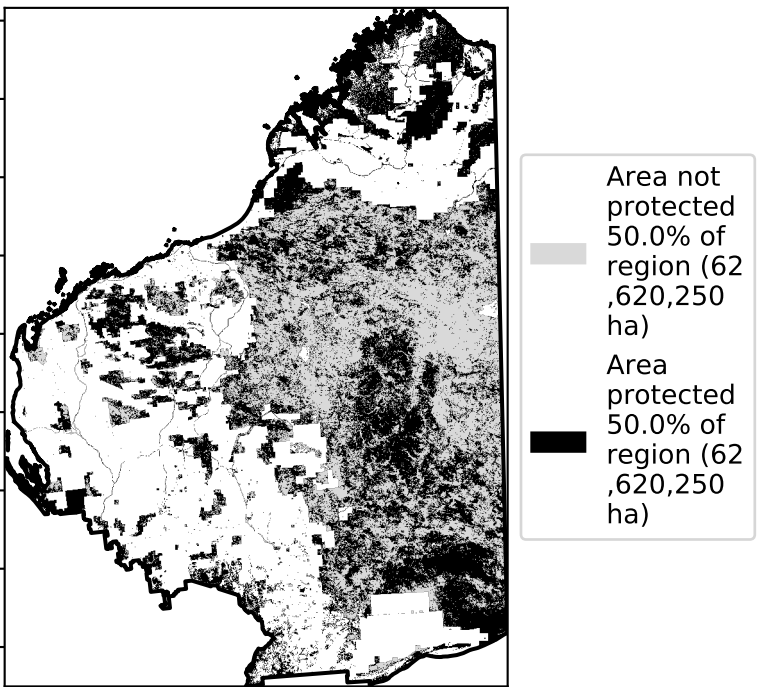 Area not
protected
50.0% of
region (62
,620,250
ha)
Area
protected
50.0% of
region (62
,620,250
ha)